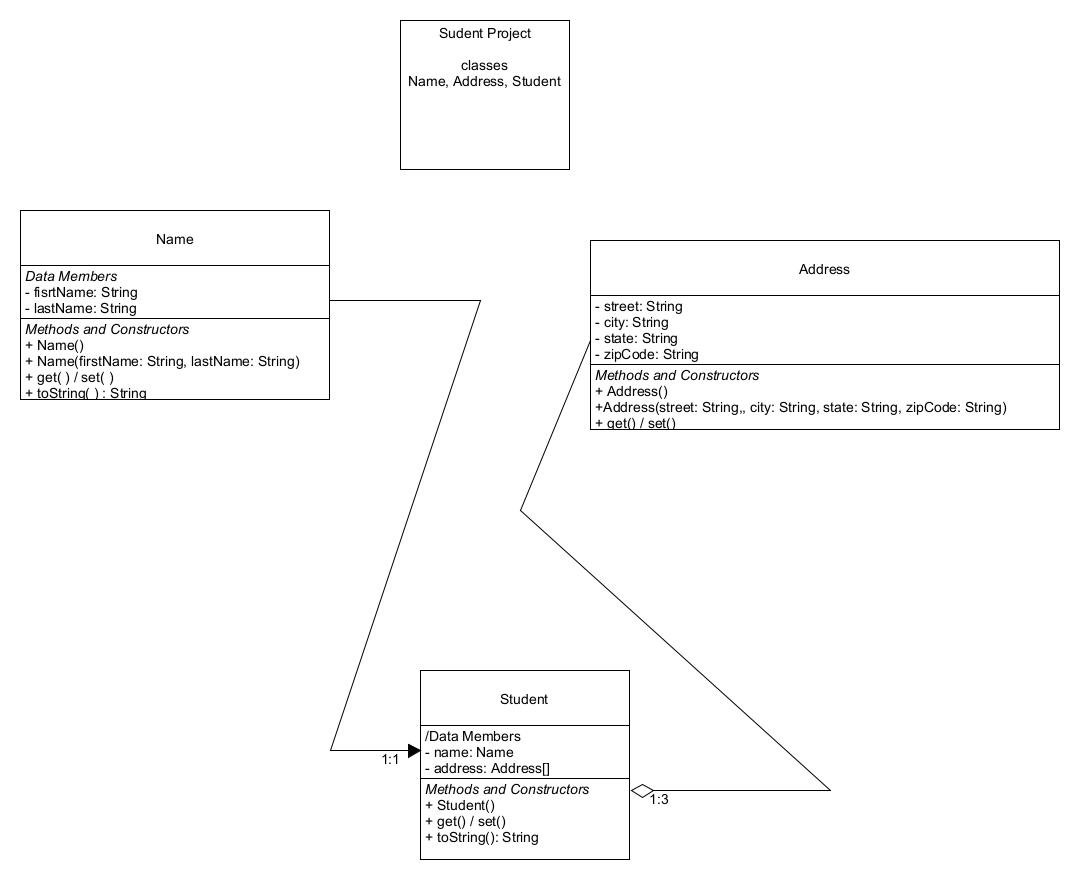 Sudent Project
classes
Name, Address, Student
Name
Data Members
- fisrtName: String
- lastName: String
Methods and Constructors
+ Name()
+ Name(firstName: String, lastName: String)
+ get( ) / set( )
+ toString( ) : String
Address
- street: String
- city: String
- state: String
- zipCode: String
Methods and Constructors
+ Address()
+Address(street: String,, city: String, state: String, zipCode: String)
+ get() / set()
Student
/Data Members
- name: Name
- address: Address[]
Methods and Constructors
+ Student()
+ get() / set()
+ toString(): String
1:1
1:3